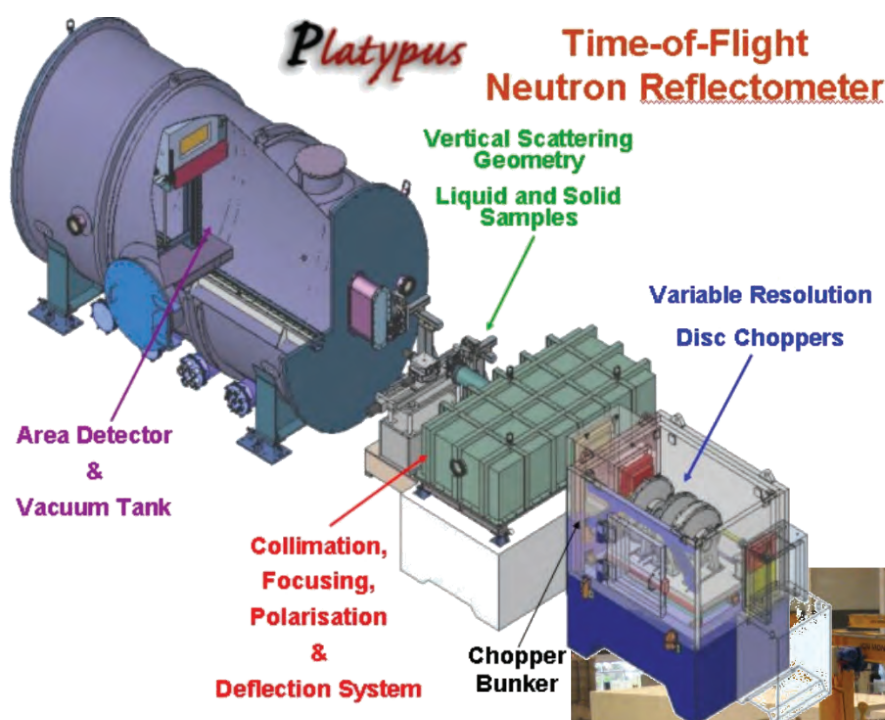 Platypus
Time-of-Flight
Neutron Reflectometer
Vertical Scattering
Geometry
Liquid and Solid
Samples
Variable Resolution
Disc Choppers
Area Detector
&
Vacuum Tank
Collimation,
Focusing,
Polarisation
&
Deflection System
Chopper
Bunker